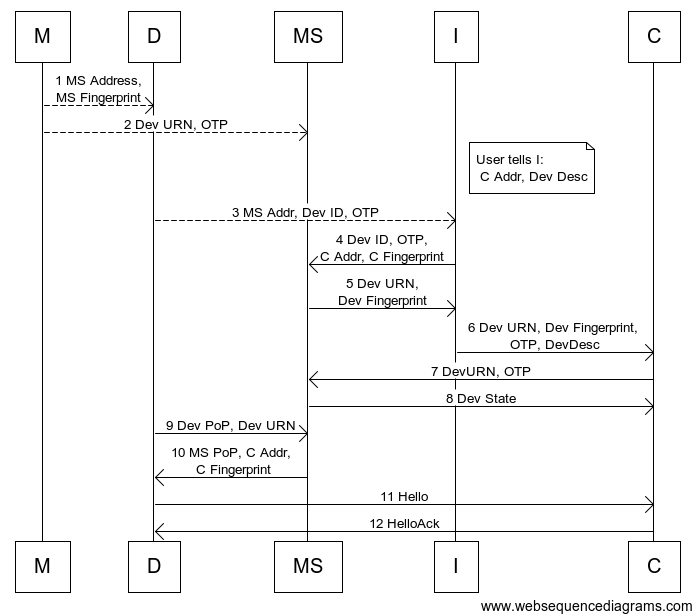 M D MS I C
1 MS Address,
MS Fingerprint
2 Dev URN, OTP
User tells I:
C Addr, Dev Desc
3 MS Addr, Dev ID, OTP
4 Dev ID, OTP,
C Addr, C Fingerprint
5 Dev URN,
Dev Fingerprint
6 Dev URN, Dev Fingerprint,
OTP, DevDesc
7 DevURN, OTP
8 Dev State
9 Dev PoP, Dev URN
10 MS PoP, C Addr,
C Fingerprint
11 Hello
12 HelloAck
M D MS I C
www.websequencediagrams.com